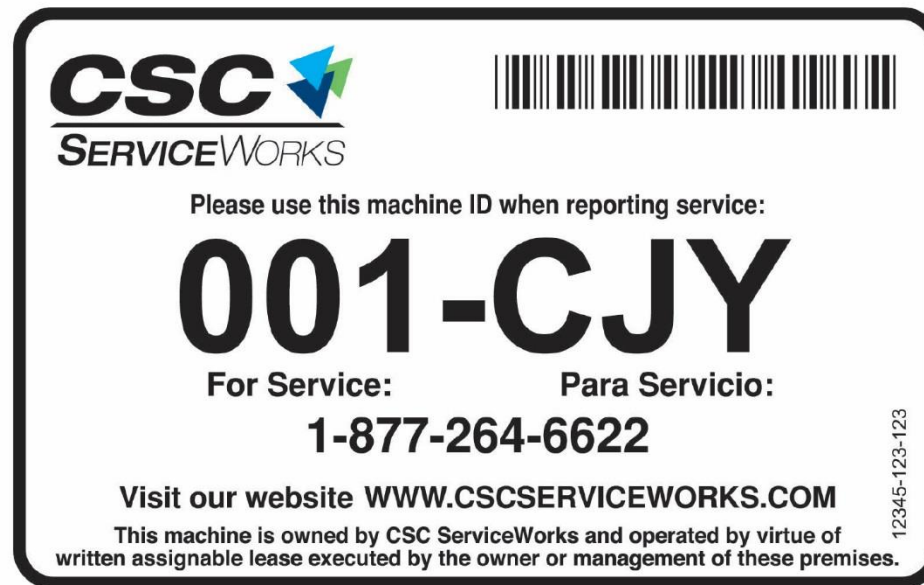 CSC
SERVICEWORKS
Please use this machine ID when reporting service:
001-CJY
For Service: Para Servicio:
1-877-264-6622
Visit our website WWW.CSCSERVICEWORKS.COM
This machine is owned by CSC ServiceWorks and operated by virtue of
written assignable lease executed by the owner or management of these premises.
12345-123-123